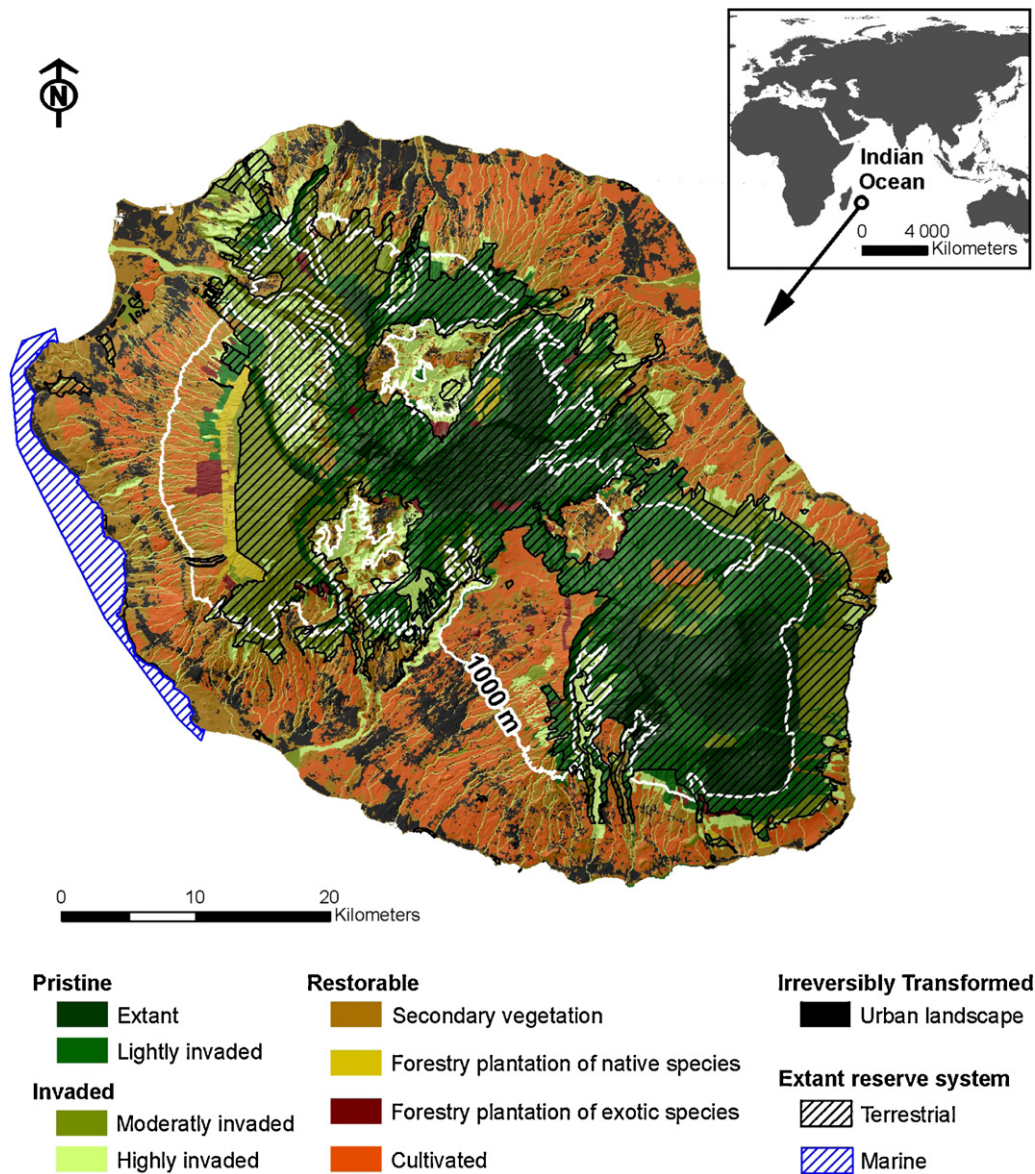 N
Indian
Ocean
0 4 000
Kilometers
1000 m
0 10 20
Kilometers
Pristine
Extant
Lightly invaded
Invaded
Moderatly invaded
Highly invaded
Restorable
Secondary vegetation
Forestry plantation of native species
Forestry plantation of exotic species
Cultivated
Irreversibly Transformed
Urban landscape
Extant reserve system
Terrestrial
Marine